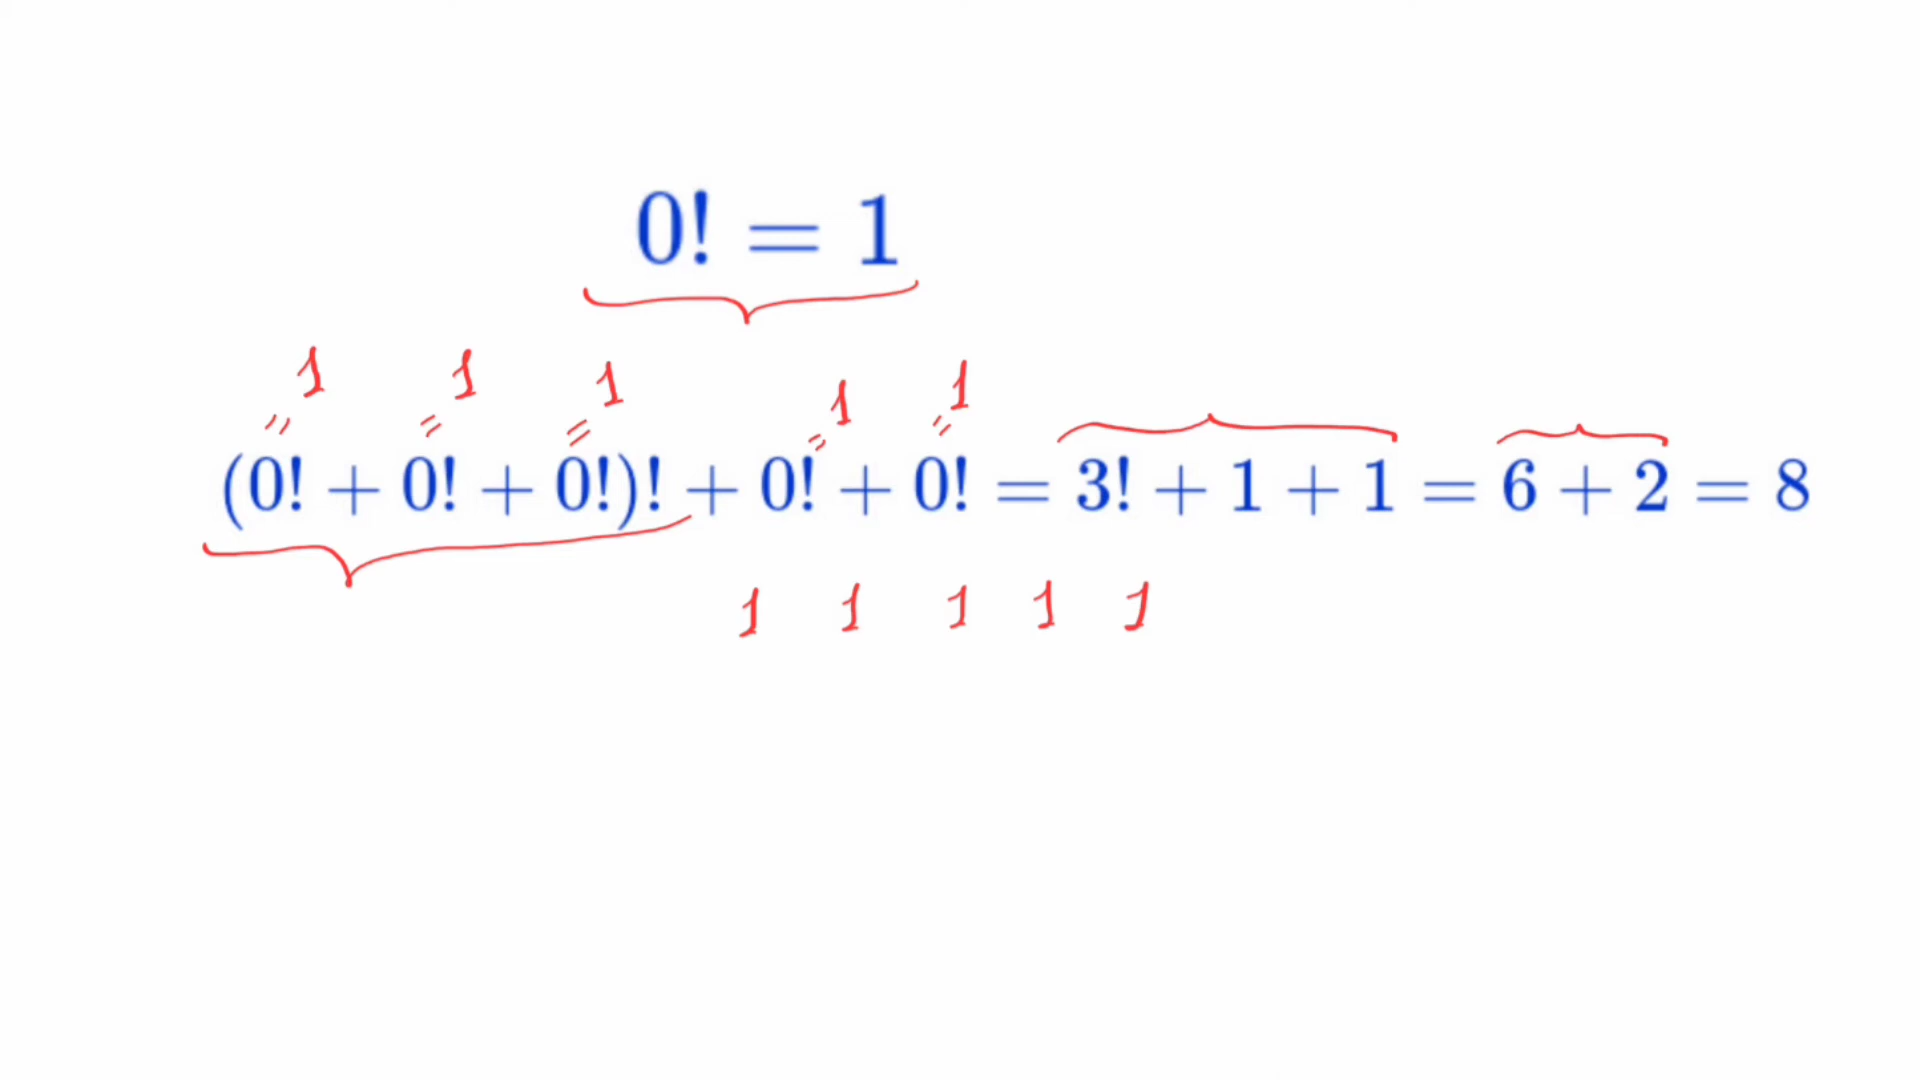 0! = 1
1 1 1 1 1
= = = = =
(0! + 0! + 0!)! + 0! + 0! = 3! + 1 + 1 = 6 + 2 = 8
1 1 1 1 1